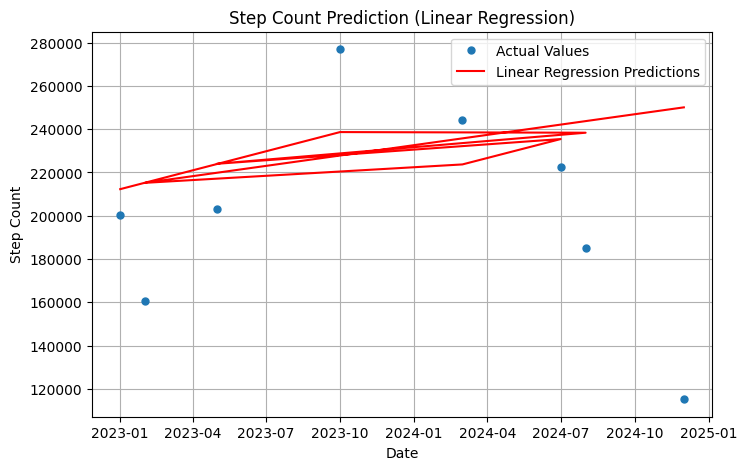 Step Count Prediction (Linear Regression)
280000
260000
240000
220000
200000
180000
160000
140000
120000
Step Count
Actual Values
Linear Regression Predictions
2023-01 2023-04 2023-07 2023-10 2024-01 2024-04 2024-07 2024-10 2025-01
Date